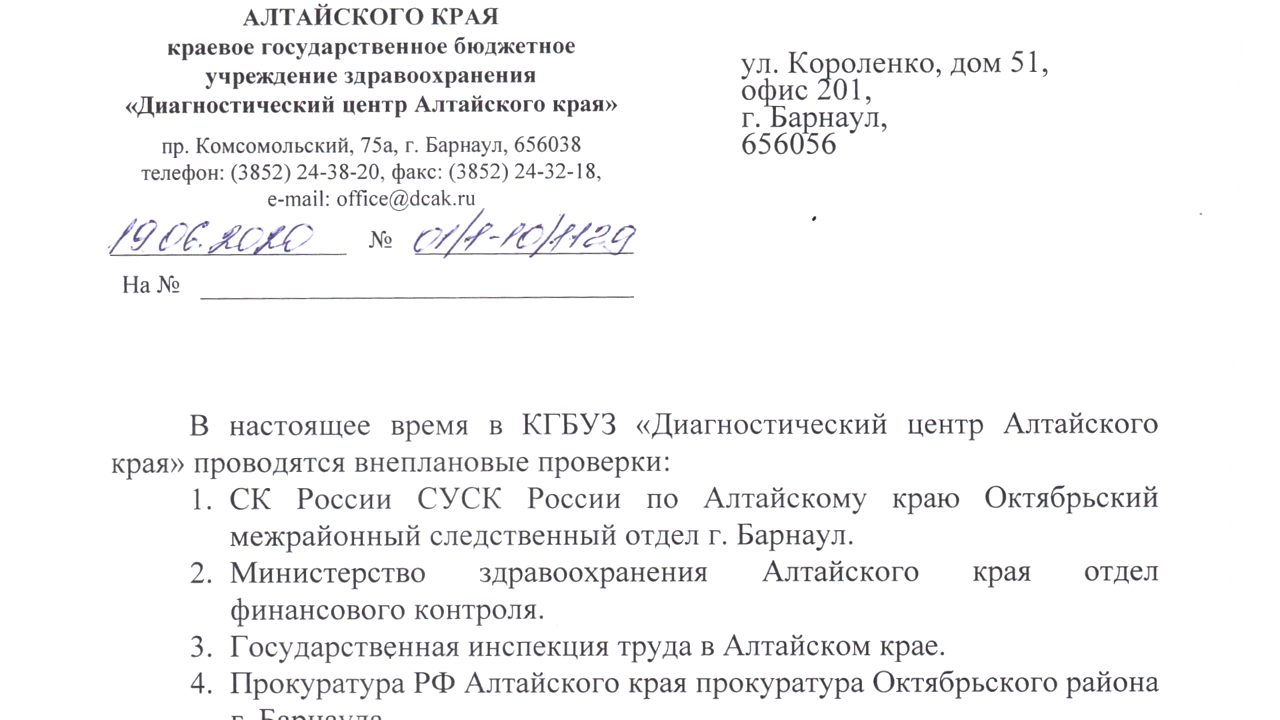 АЛТАЙСКОГО КРАЯ
краевое государственное бюджетное
учреждение здравоохранения
«Диагностический центр Алтайского края»
пр. Комсомольский, 75а, г. Барнаул, 656038
телефон: (3852) 24-38-20, факс: (3852) 24-32-18,
e-mail: office@dcak.ru
19.06.2020 № 01/1-10/1129
На №
ул. Короленко, дом 51,
офис 201,
г. Барнаул,
656056
В настоящее время в КГБУЗ «Диагностический центр Алтайского
края» проводятся внеплановые проверки:
1. СК России СУСК России по Алтайскому краю Октябрьский
межрайонный следственный отдел г. Барнаул.
2. Министерство здравоохранения Алтайского края отдел
финансового контроля.
3. Государственная инспекция труда в Алтайском крае.
4. Прокуратура РФ Алтайского края прокуратура Октябрьского района
г. Барнаула